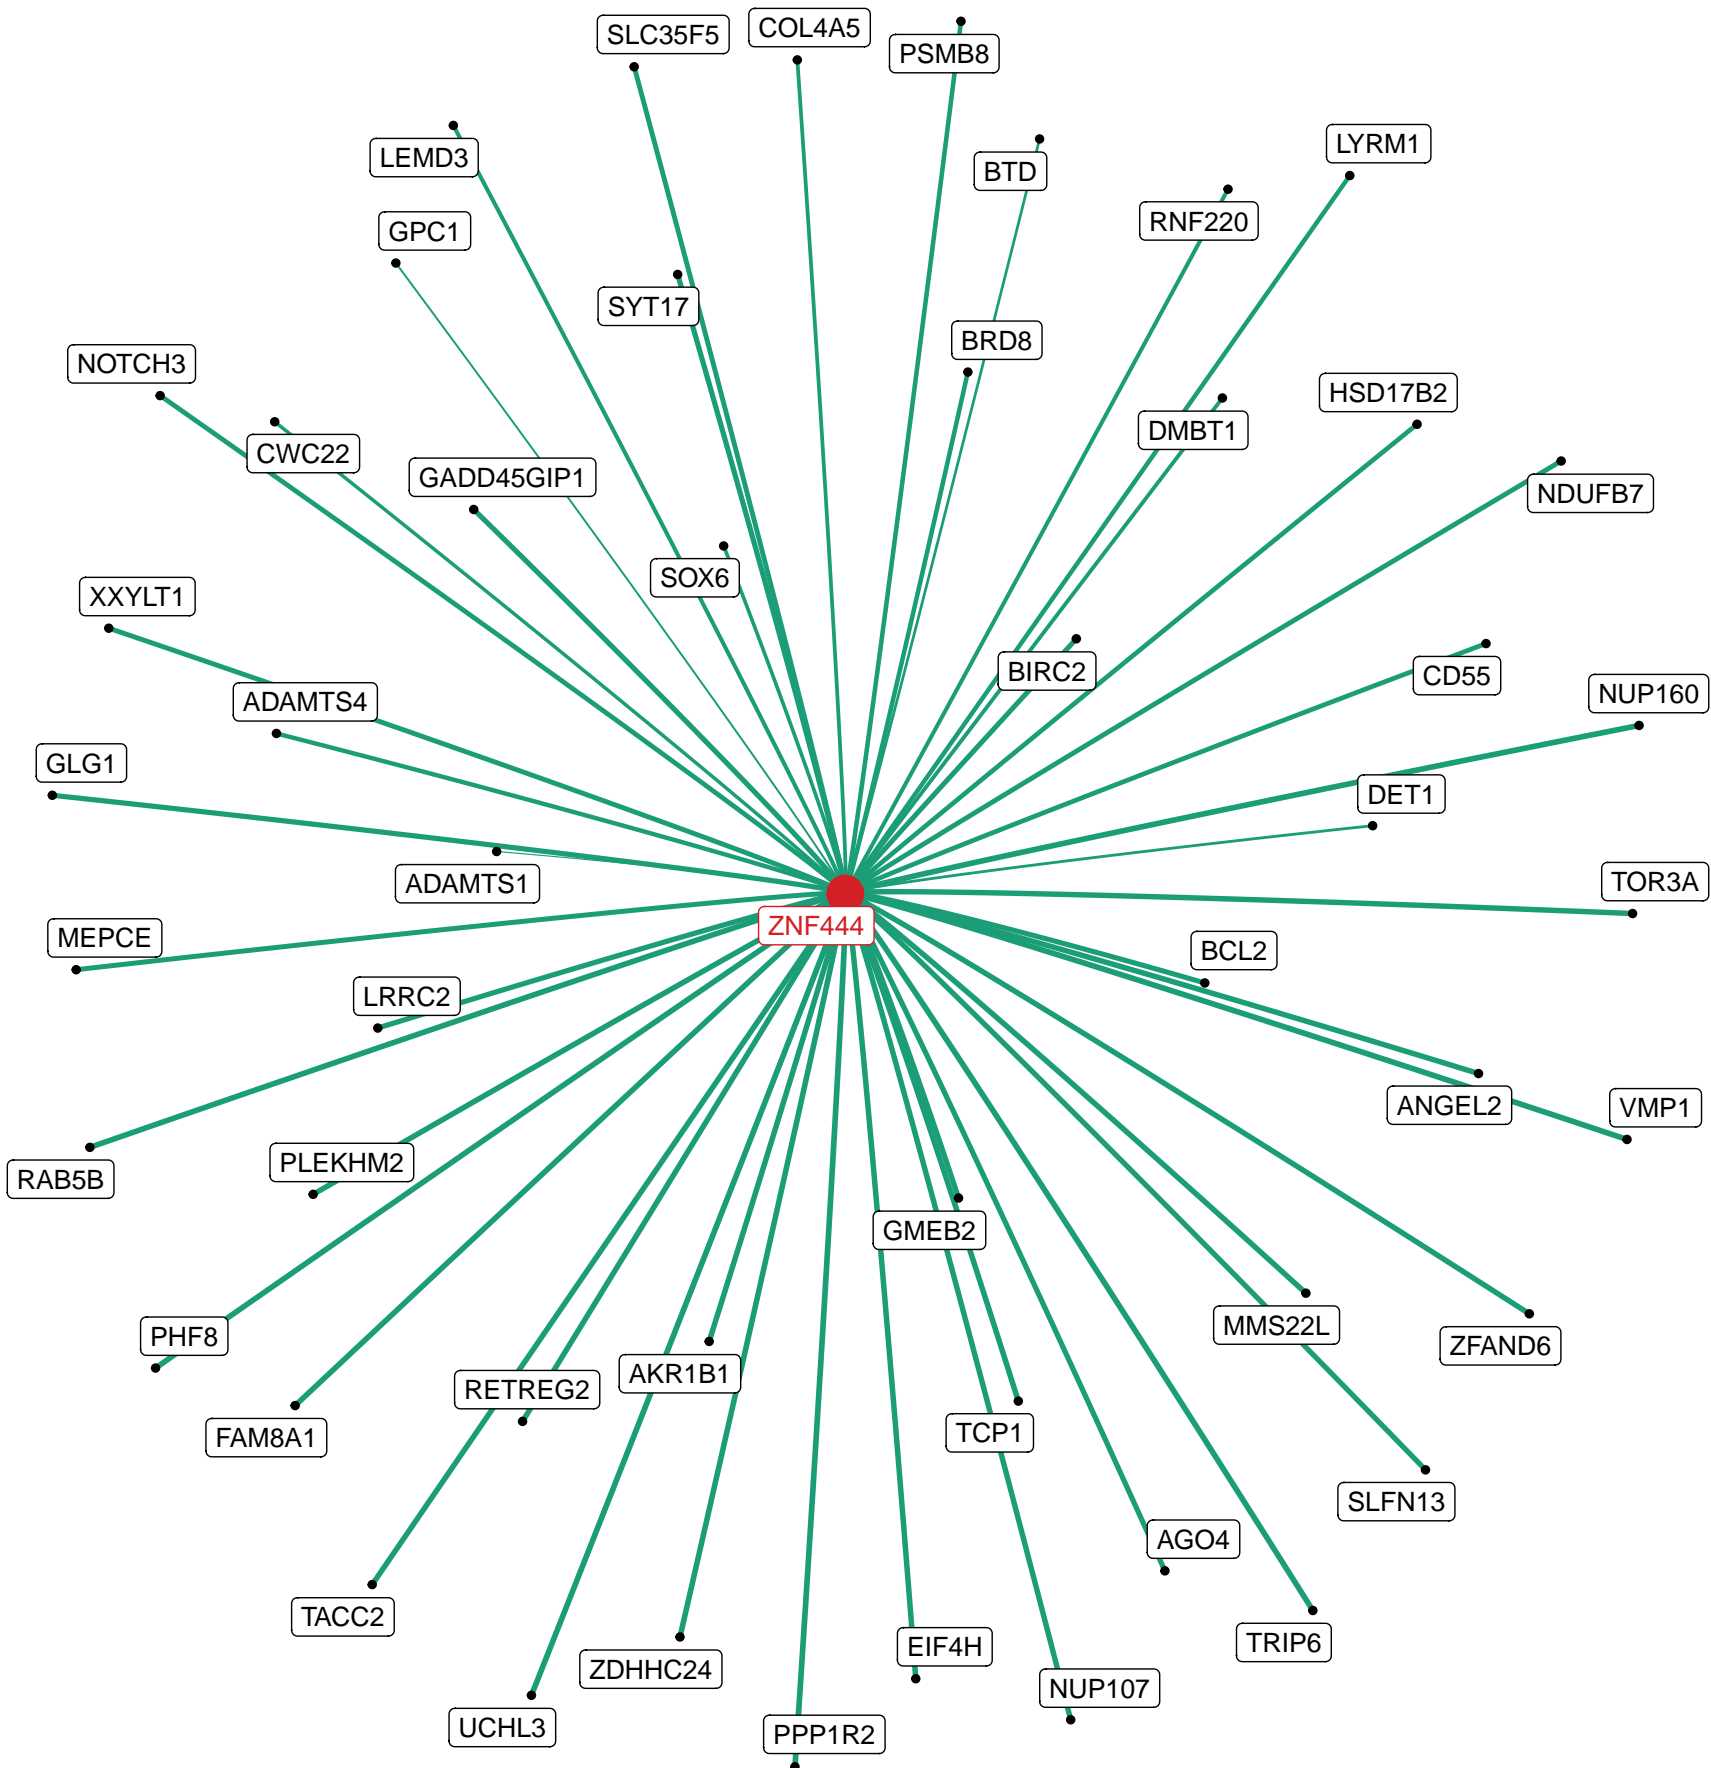 COL4A5
SLC35F5
PSMB8
LYRM1
LEMD3
BTD
RNF220
GPC1
SYT17
BRD8
NOTCH3
HSD17B2
DMBT1
CWC22
GADD45GIP1
NDUFB7
SOX6
XXYLT1
BIRC2
CD55
NUP160
ADAMTS4
GLG1
DET1
TOR3A
ADAMTS1
ZNF444
MEPCE
BCL2
LRRC2
ANGEL2
VMP1
PLEKHM2
RAB5B
GMEB2
MMS22L
PHF8
ZFAND6
AKR1B1
RETREG2
TCP1
FAM8A1
SLFN13
AGO4
TACC2
TRIP6
EIF4H
ZDHHC24
NUP107
UCHL3
PPP1R2